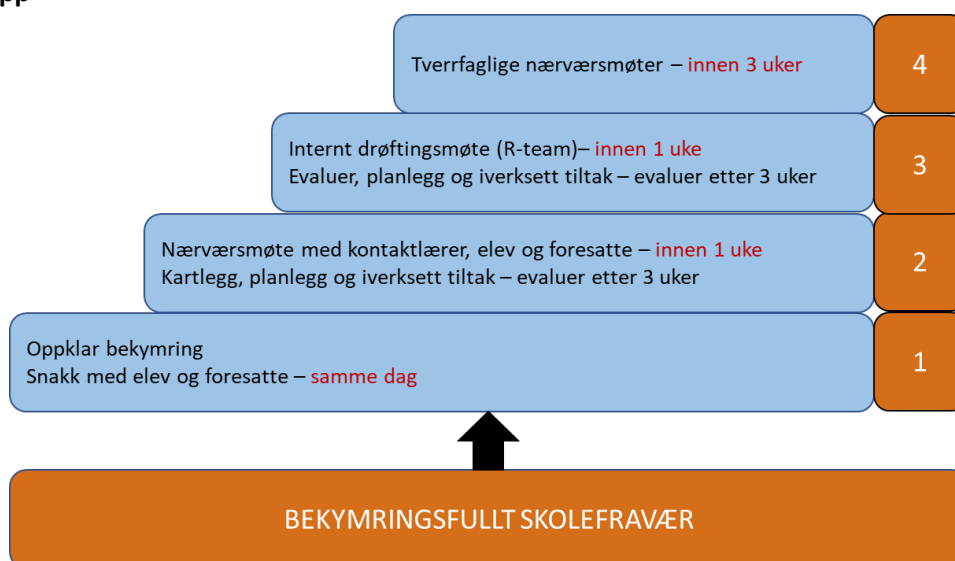 Tverrfaglige nærværsmøter – innen 3 uker
4
Internt drøftingsmøte (R-team)– innen 1 uke
Evaluer, planlegg og iverksett tiltak – evaluer etter 3 uker
3
Nærværsmøte med kontaktlærer, elev og foresatte – innen 1 uke
Kartlegg, planlegg og iverksett tiltak – evaluer etter 3 uker
2
Oppklar bekymring
Snakk med elev og foresatte – samme dag
1
BEKYMRINGSFULLT SKOLEFRAVÆR